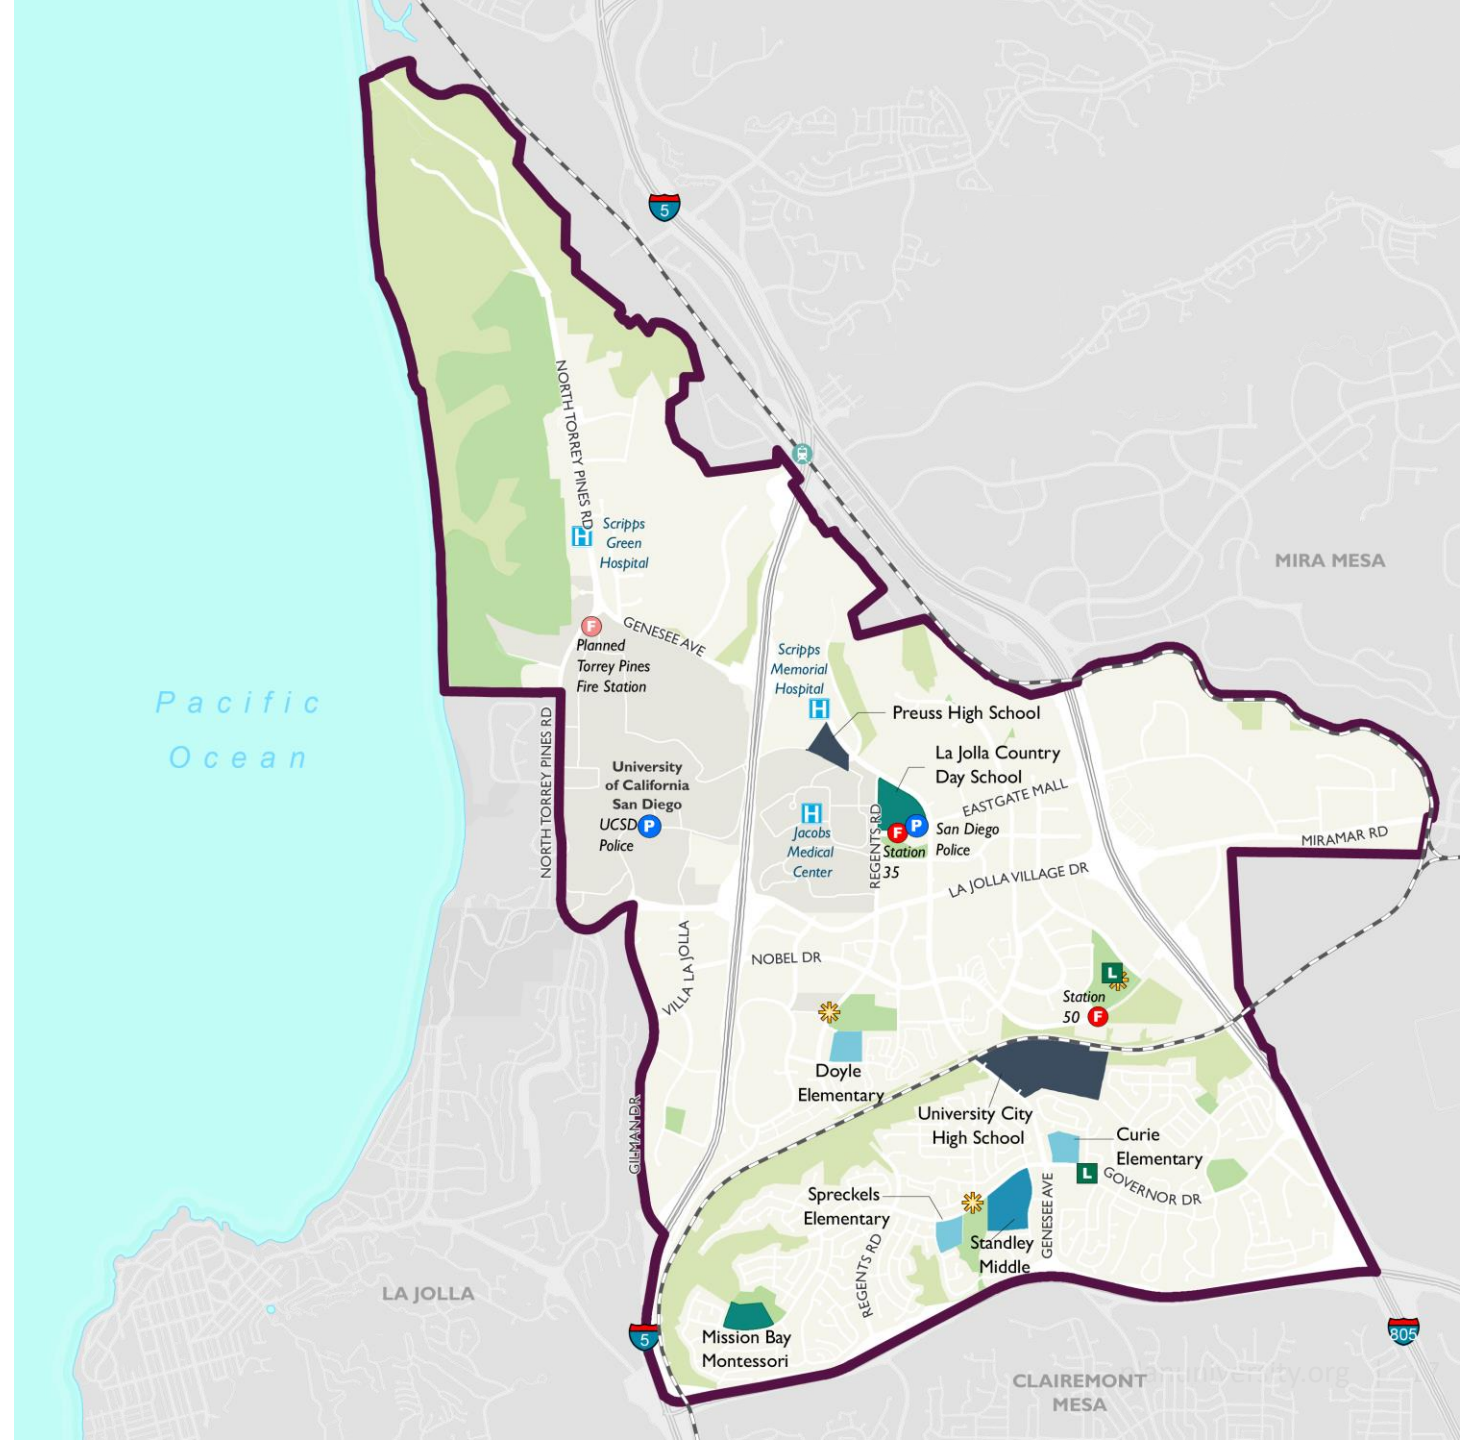 5
NORTH TORREY PINES RD
H
Scripps
Green
Hospital
MIRA MESA
F
GENESEE AVE
Planned
Torrey Pines
Fire Station
Scripps
Memorial
Hospital
H
Pacific
Ocean
NORTH TORREY PINES RD
Preuss High School
La Jolla Country
Day School
University
of California
San Diego
UCSD
Police
P
H
Jacobs
Medical
Center
REGENTS RD
EASTGATE MALL
F
P
San Diego
Police
Station
35
MIRAMAR RD
LA JOLLA VILLAGE DR
VILLA LA JOLLA
NOBEL DR
L
Station
50
F
Doyle
Elementary
University City
High School
GILMAN DR
Curie
Elementary
L
GOVERNOR DR
GENESEE AVE
Spreckels
Elementary
REGENTS RD
Standley
Middle
LA JOLLA
5
Mission Bay
Montessori
805
CLAIREMONT
MESA